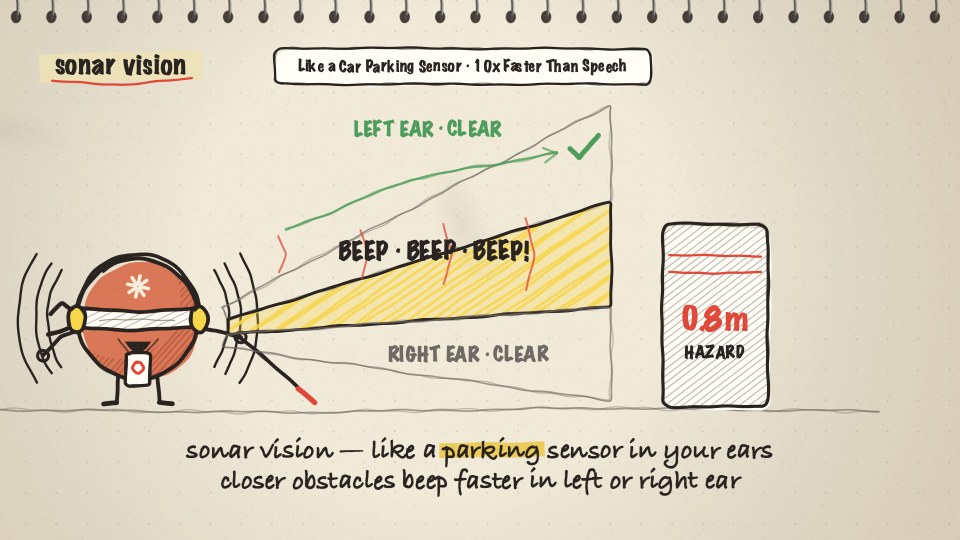 sonar vision
Like a Car Parking Sensor · 10x Faster Than Speech
LEFT EAR · CLEAR
BEEP · BEEP · BEEP!
RIGHT EAR · CLEAR
0.8m
HAZARD
sonar vision — like a parking sensor in your ears
closer obstacles beep faster in left or right ear